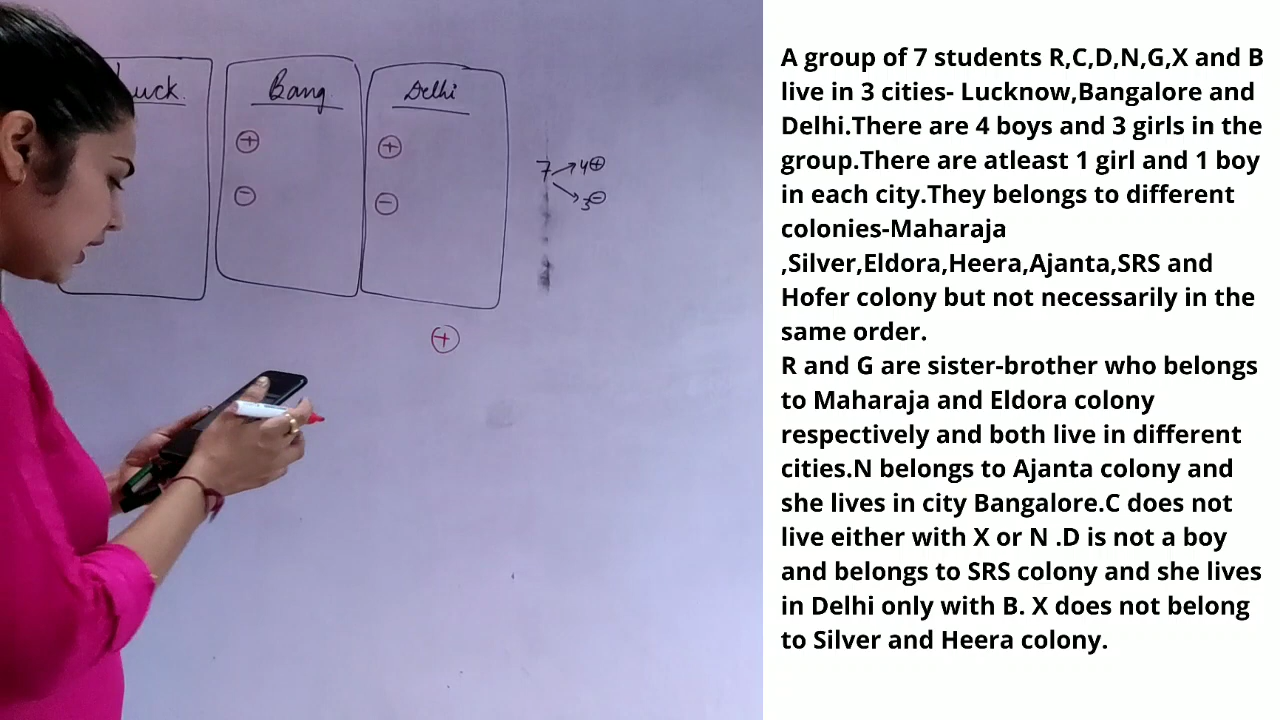 uck.
Bang.
Delhi
+
+
-
-
7 → 4 +
→ 3 -
+
A group of 7 students R,C,D,N,G,X and B
live in 3 cities- Lucknow,Bangalore and
Delhi.There are 4 boys and 3 girls in the
group.There are atleast 1 girl and 1 boy
in each city.They belongs to different
colonies-Maharaja
,Silver,Eldora,Heera,Ajanta,SRS and
Hofer colony but not necessarily in the
same order.
R and G are sister-brother who belongs
to Maharaja and Eldora colony
respectively and both live in different
cities.N belongs to Ajanta colony and
she lives in city Bangalore.C does not
live either with X or N .D is not a boy
and belongs to SRS colony and she lives
in Delhi only with B. X does not belong
to Silver and Heera colony.